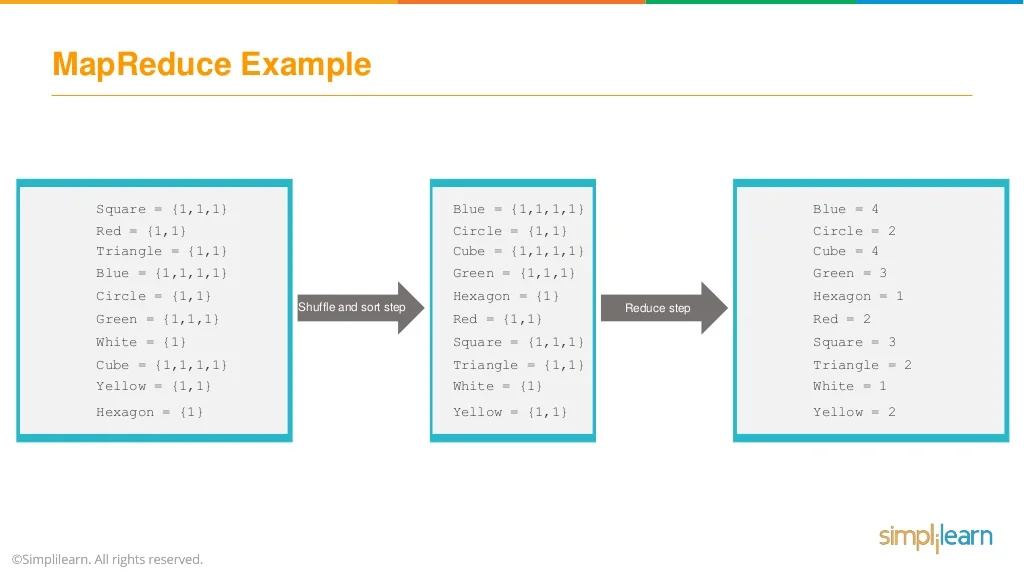 MapReduce Example
Square = {1,1,1}
Red = {1,1}
Triangle = {1,1}
Blue = {1,1,1,1}
Circle = {1,1}
Green = {1,1,1}
White = {1}
Cube = {1,1,1,1}
Yellow = {1,1}
Hexagon = {1}
Shuffle and sort step
Blue = {1,1,1,1}
Circle = {1,1}
Cube = {1,1,1,1}
Green = {1,1,1}
Hexagon = {1}
Red = {1,1}
Square = {1,1,1}
Triangle = {1,1}
White = {1}
Yellow = {1,1}
Reduce step
Blue = 4
Circle = 2
Cube = 4
Green = 3
Hexagon = 1
Red = 2
Square = 3
Triangle = 2
White = 1
Yellow = 2
simplilearn
©Simplilearn. All rights reserved.